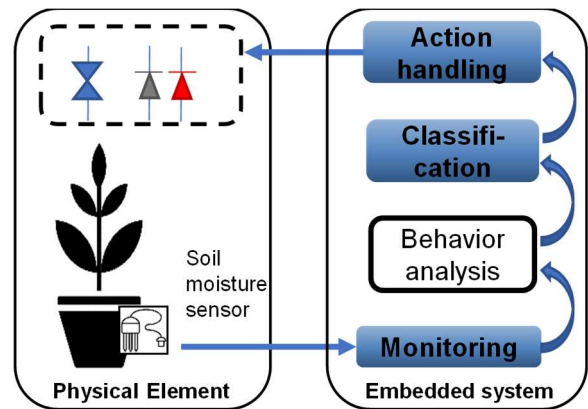 Action
handling
Classifi-
cation
Behavior
analysis
Soil
moisture
sensor
Monitoring
Physical Element
Embedded system